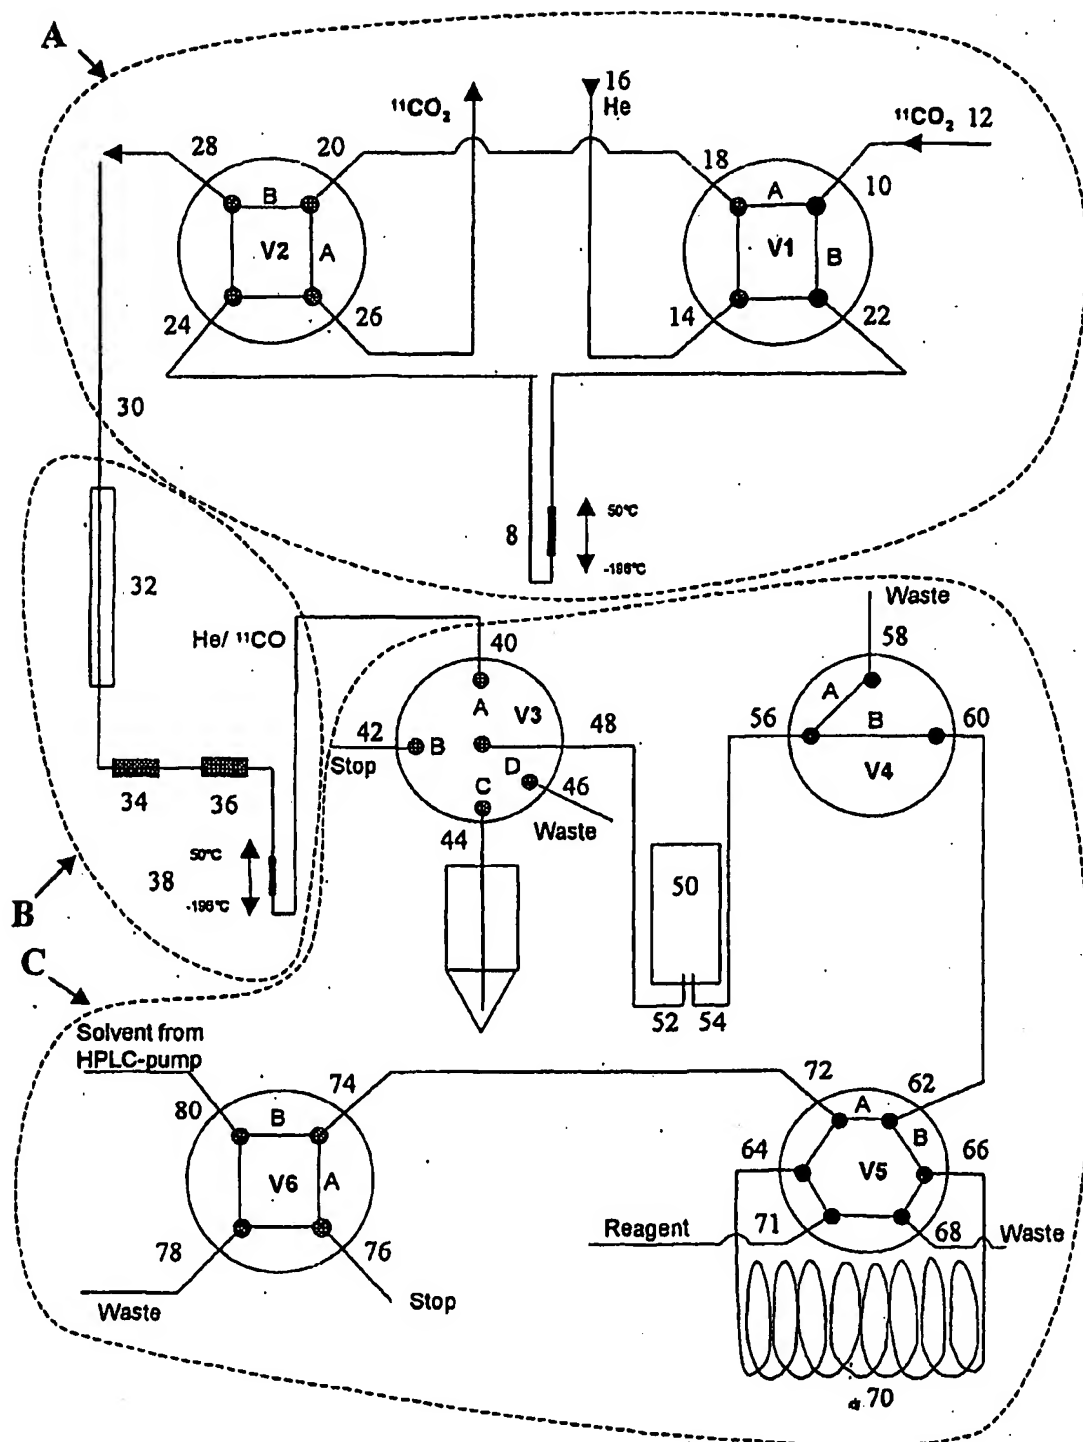 A
16
He
11CO2
11CO2 12
28
20
18
10
B
V2
A
A
V1
B
24
26
14
22
30
8
50°C
-196°C
32
Waste
He/ 11CO
40
58
A
V3
48
A
B
56
60
V4
42
B
Stop
D
46
C
Waste
44
34
36
50°C
38
-196°C
50
B
C
52
54
Solvent from
HPLC-pump
74
72
62
80
B
A
B
64
66
V6
A
V5
Reagent
71
68
Waste
78
76
Waste
Stop
70